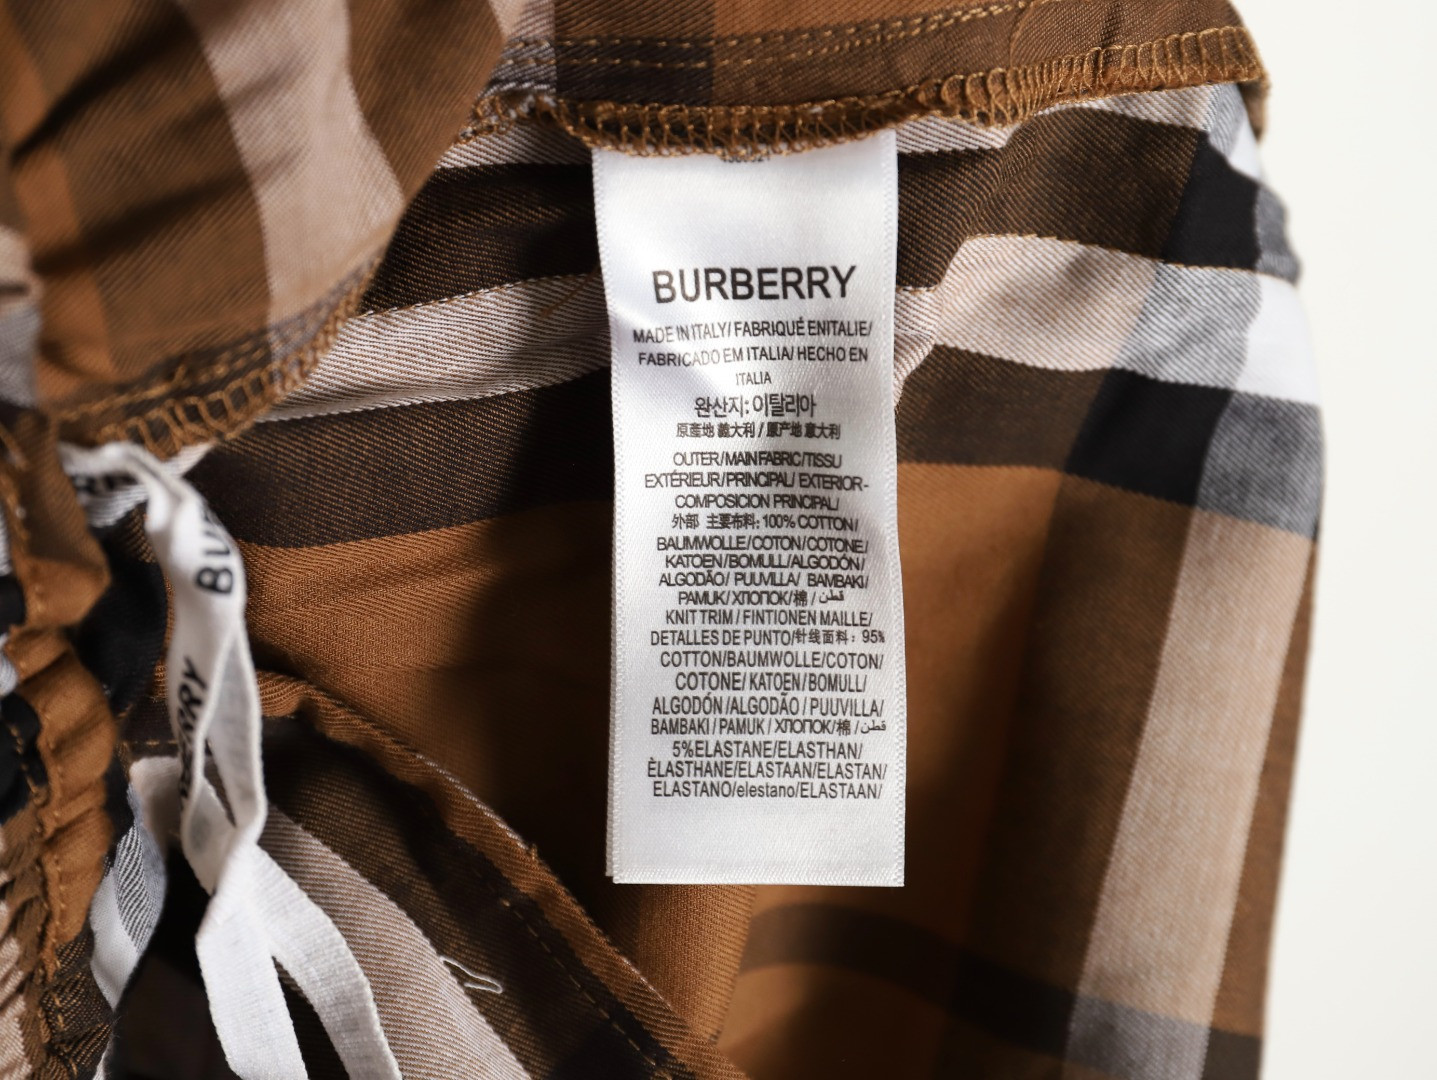 BURBERRY
MADE IN ITALY/ FABRIQUÉ ENITALIE/
FABRICADO EM ITALIA/ HECHO EN
ITALIA
완산지: 이탈리아
原產地 義大利 / 原产地 意大利
OUTER/MAIN FABRIC/TISSU
EXTÉRIEUR/PRINCIPAL/ EXTERIOR-
COMPOSICION PRINCIPAL/
外部 主要布料: 100% COTTON/
BAUMWOLLE/COTON/COTONE/
KATOEN/BOMULL/ALGODÓN/
ALGODÃO/ PUUVILLA/ BAMBAKI/
PAMUK/ХПОПОК/棉/قطن
KNIT TRIM / FINTIONEN MAILLE/
DETALLES DE PUNTO/针线面料: 95%
COTTON/BAUMWOLLE/COTON/
COTONE/ KATOEN/BOMULL/
ALGODÓN /ALGODÃO / PUUVILLA/
BAMBAKI / PAMUK / ХПОПОК/棉 /قطن
5%ELASTANE/ELASTHAN/
ÈLASTHANE/ELASTAAN/ELASTAN/
ELASTANO/elestano/ELASTAAN/